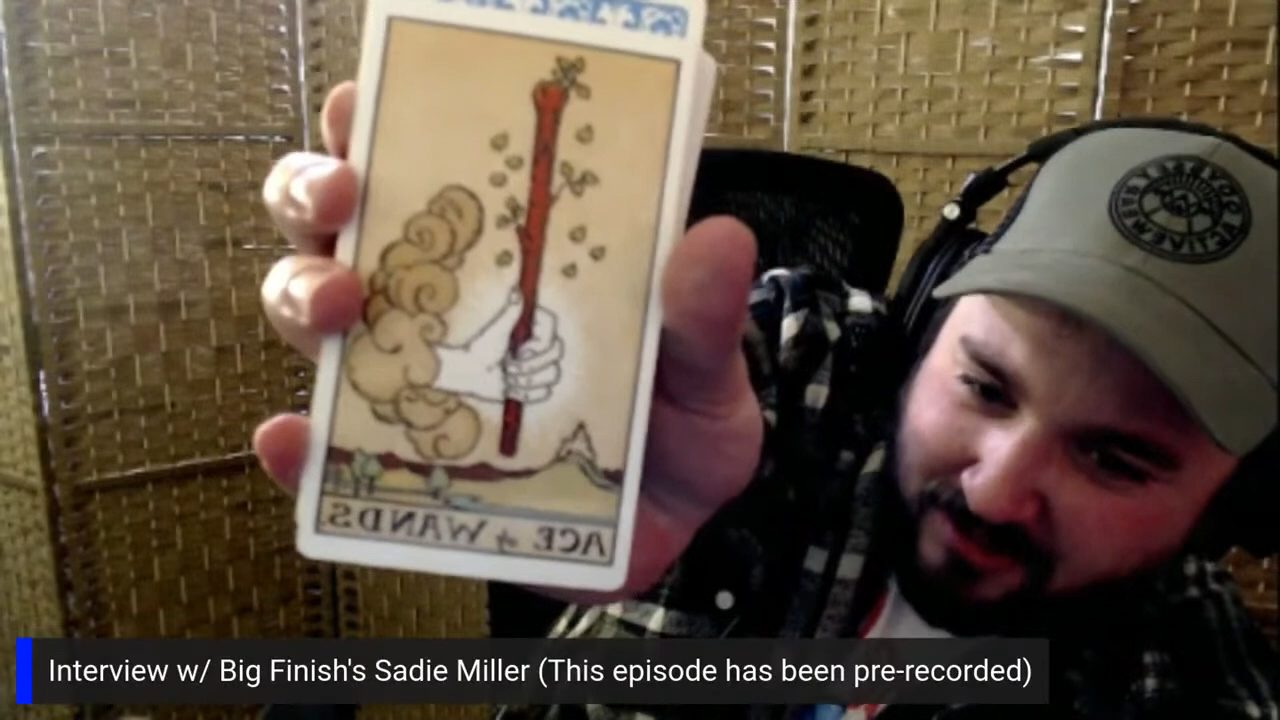 ACE of WANDS
Interview w/ Big Finish's Sadie Miller (This episode has been pre-recorded)